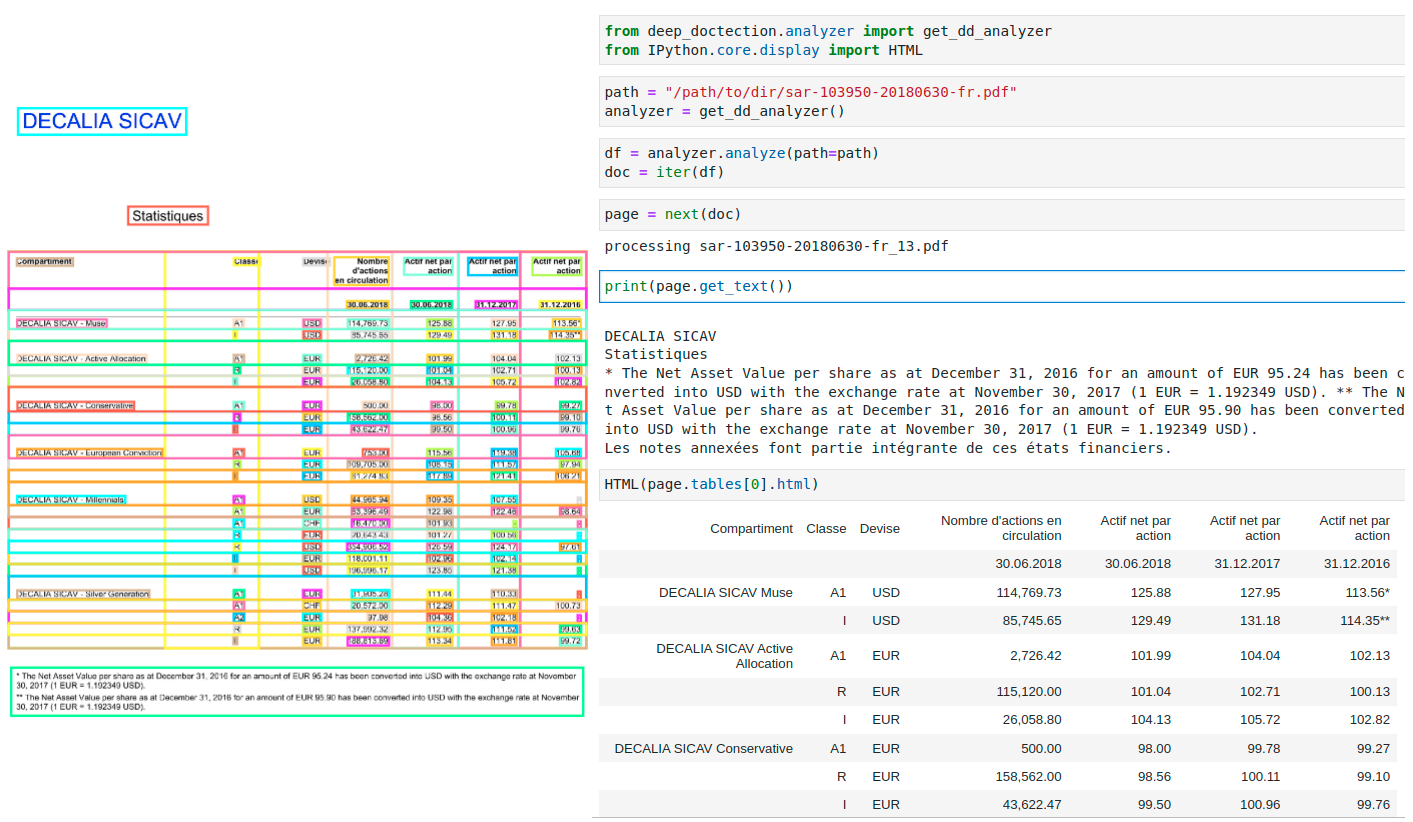 DECALIA SICAV
Statistiques
Compartiment Classe Devise Nombre d'actions en circulation Actif net par action Actif net par action Actif net par action
30.06.2018 30.06.2018 31.12.2017 31.12.2016
DECALIA SICAV - Muse A1 USD 114,769.73 125.88 127.95 113.56*
I USD 85,745.65 129.49 131.18 114.35**
DECALIA SICAV - Active Allocation A1 EUR 2,726.42 101.99 104.04 102.13
R EUR 115,120.00 101.04 102.71 100.13
I EUR 26,058.80 104.13 105.72 102.82
DECALIA SICAV - Conservative A1 EUR 500.00 98.00 99.78 99.27
R EUR 158,562.00 98.56 100.11 99.10
I EUR 43,622.47 99.50 100.96 99.76
DECALIA SICAV - European Conviction A1 EUR 753.00 115.56 119.38 105.68
R EUR 109,705.00 108.15 111.57 97.94
I EUR 81,274.83 117.89 121.41 106.21
DECALIA SICAV - Millennials A1 USD 44,965.94 109.35 107.55 -
A1 EUR 122.98 122.46 98.64
A1 CHF 101.93 - -
R EUR 20,643.43 101.27 100.56 -
R USD 126.59 124.17 97.61
I EUR 118,001.11 102.96 102.14 -
I USD 196,996.17 123.85 121.38 -
DECALIA SICAV - Silver Generation A1 EUR 31,905.28 111.44 110.33 -
A1 CHF 20,572.00 112.29 111.47 100.73
A2 EUR 97.98 104.36 102.18 -
R EUR 137,992.32 112.95 111.52 99.63
I EUR 188,813.69 113.34 111.81 99.72
* The Net Asset Value per share as at December 31, 2016 for an amount of EUR 95.24 has been converted into USD with the exchange rate at November
30, 2017 (1 EUR = 1.192349 USD).
** The Net Asset Value per share as at December 31, 2016 for an amount of EUR 95.90 has been converted into USD with the exchange rate at November
30, 2017 (1 EUR = 1.192349 USD).
from deep_doctection.analyzer import get_dd_analyzer
from IPython.core.display import HTML
path = "/path/to/dir/sar-103950-20180630-fr.pdf"
analyzer = get_dd_analyzer()
df = analyzer.analyze(path=path)
doc = iter(df)
page = next(doc)
processing sar-103950-20180630-fr_13.pdf
print(page.get_text())
DECALIA SICAV
Statistiques
* The Net Asset Value per share as at December 31, 2016 for an amount of EUR 95.24 has been c
nverted into USD with the exchange rate at November 30, 2017 (1 EUR = 1.192349 USD). ** The N
t Asset Value per share as at December 31, 2016 for an amount of EUR 95.90 has been converted
into USD with the exchange rate at November 30, 2017 (1 EUR = 1.192349 USD).
Les notes annexées font partie intégrante de ces états financiers.
HTML(page.tables[0].html)
Compartiment Classe Devise Nombre d'actions en circulation Actif net par action Actif net par action Actif net par action
30.06.2018 30.06.2018 31.12.2017 31.12.2016
DECALIA SICAV Muse A1 USD 114,769.73 125.88 127.95 113.56*
I USD 85,745.65 129.49 131.18 114.35**
DECALIA SICAV Active Allocation A1 EUR 2,726.42 101.99 104.04 102.13
R EUR 115,120.00 101.04 102.71 100.13
I EUR 26,058.80 104.13 105.72 102.82
DECALIA SICAV Conservative A1 EUR 500.00 98.00 99.78 99.27
R EUR 158,562.00 98.56 100.11 99.10
I EUR 43,622.47 99.50 100.96 99.76